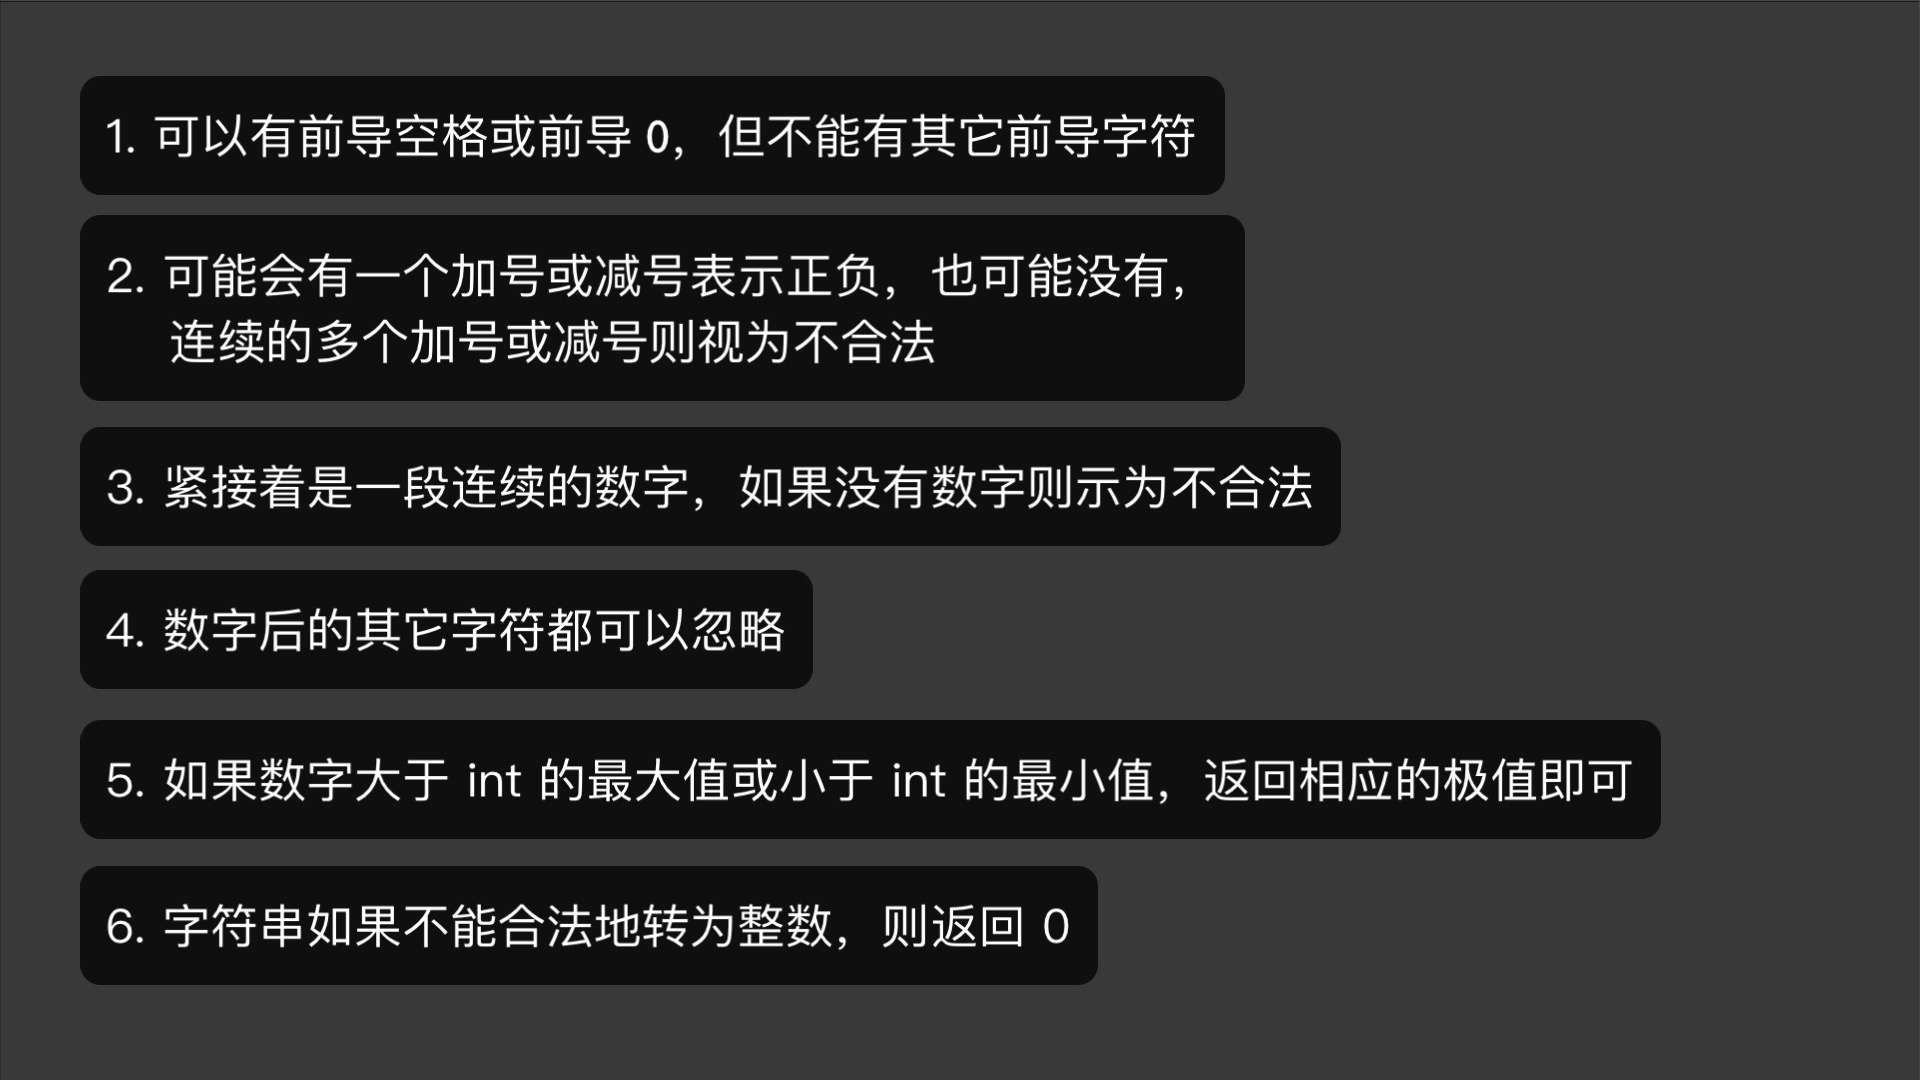 1. 可以有前导空格或前导 0，但不能有其它前导字符
2. 可能会有一个加号或减号表示正负，也可能没有，
连续的多个加号或减号则视为不合法
3. 紧接着是一段连续的数字，如果没有数字则示为不合法
4. 数字后的其它字符都可以忽略
5. 如果数字大于 int 的最大值或小于 int 的最小值，返回相应的极值即可
6. 字符串如果不能合法地转为整数，则返回 0